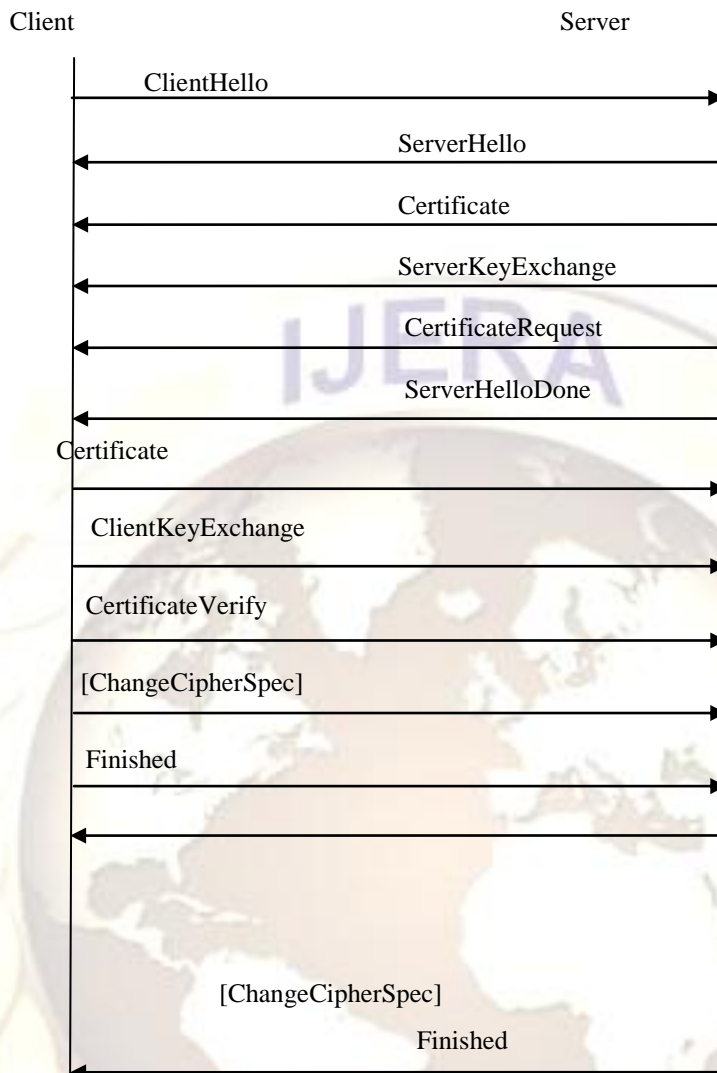 Client Server
ClientHello
ServerHello
Certificate
ServerKeyExchange
IJERA
CertificateRequest
ServerHelloDone
Certificate
ClientKeyExchange
CertificateVerify
[ChangeCipherSpec]
Finished
[ChangeCipherSpec]
Finished